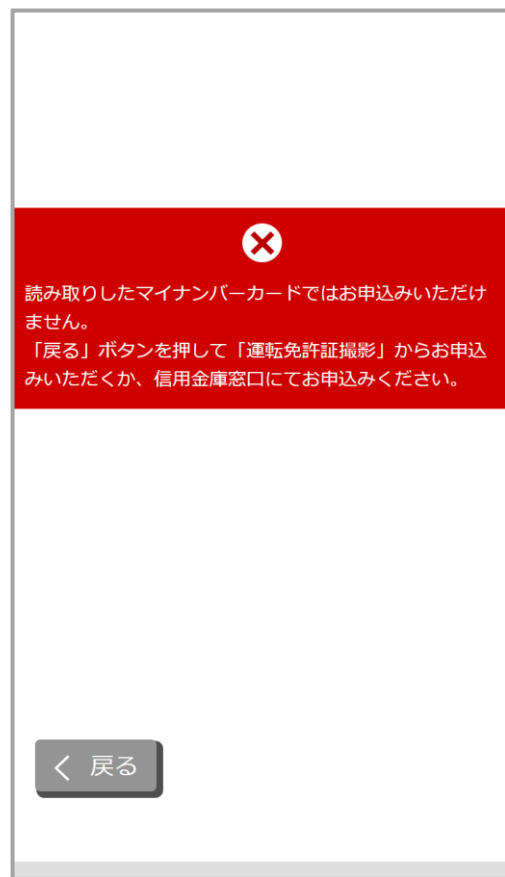 読み取りしたマイナンバーカードではお申込みいただけ
ません。
「戻る」ボタンを押して「運転免許証撮影」からお申込
みいただくか、信用金庫窓口にてお申込みください。
戻る